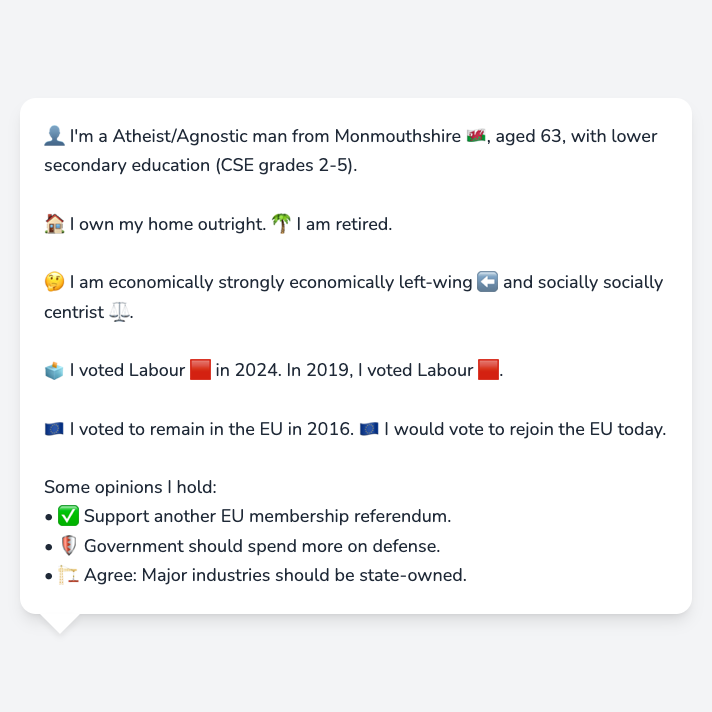 👤 I'm a Atheist/Agnostic man from Monmouthshire 🏴󠁧󠁢󠁷󠁬󠁳󠁿, aged 63, with lower
secondary education (CSE grades 2-5).
🏠 I own my home outright. 🌴 I am retired.
🤔 I am economically strongly economically left-wing ⬅️ and socially socially
centrist ⚖️.
🗳️ I voted Labour 🟥 in 2024. In 2019, I voted Labour 🟥.
🇪🇺 I voted to remain in the EU in 2016. 🇪🇺 I would vote to rejoin the EU today.
Some opinions I hold:
• ✅ Support another EU membership referendum.
• 🛡️ Government should spend more on defense.
• 🏗️ Agree: Major industries should be state-owned.